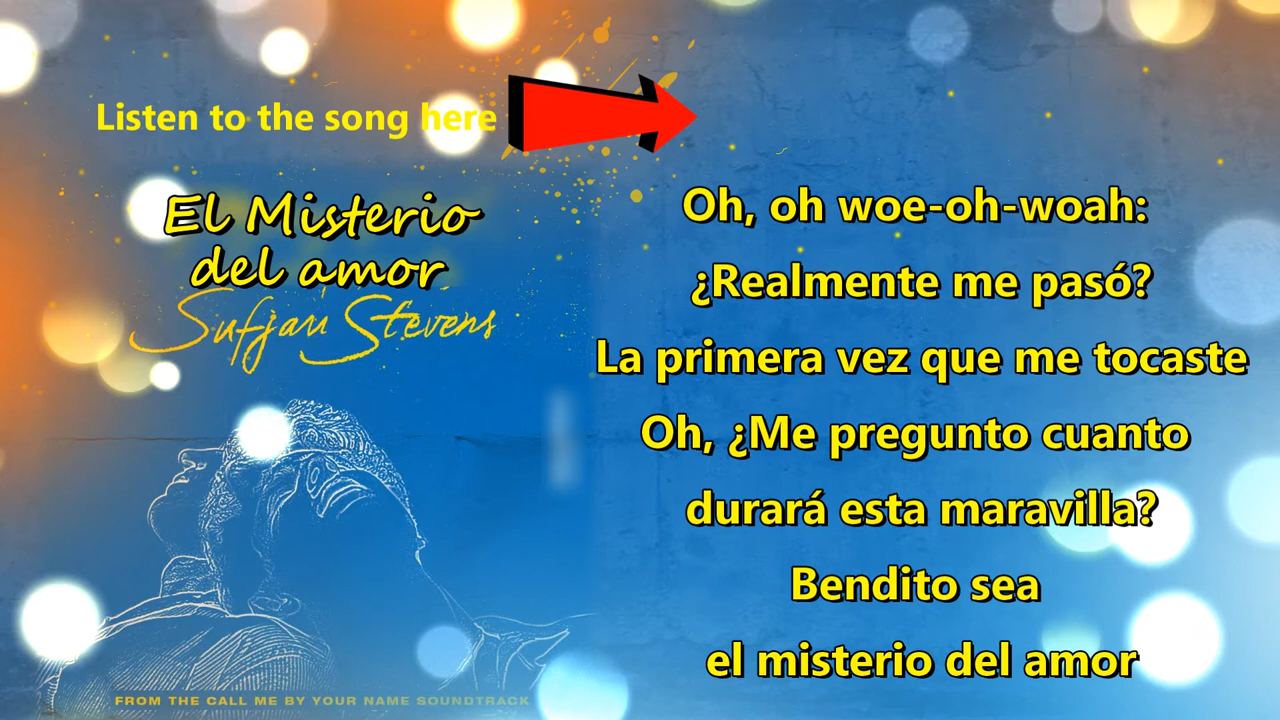 Listen to the song here
El Misterio
del amor
Sufjan Stevens
Oh, oh woe-oh-woah:
¿Realmente me pasó?
La primera vez que me tocaste
Oh, ¿Me pregunto cuanto
durará esta maravilla?
Bendito sea
el misterio del amor
FROM THE CALL ME BY YOUR NAME SOUNDTRACK